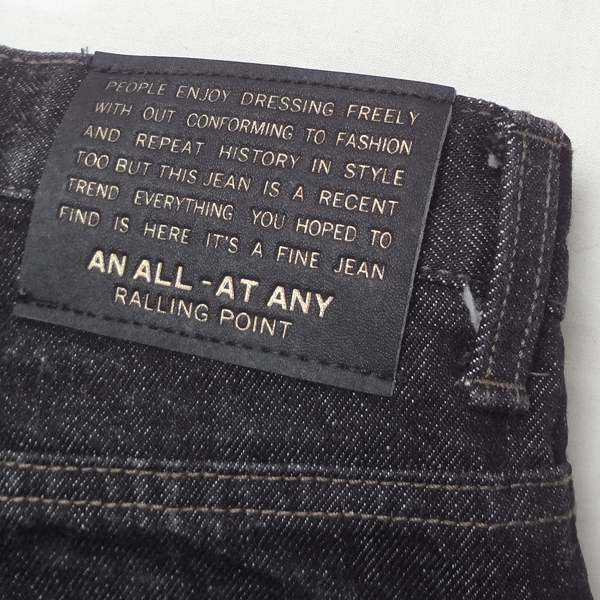 PEOPLE ENJOY DRESSING FREELY
WITH OUT CONFORMING TO FASHION
AND REPEAT HISTORY IN STYLE
TOO BUT THIS JEAN IS A RECENT
TREND EVERYTHING YOU HOPED TO
FIND IS HERE IT'S A FINE JEAN
AN ALL-AT ANY
RALLING POINT